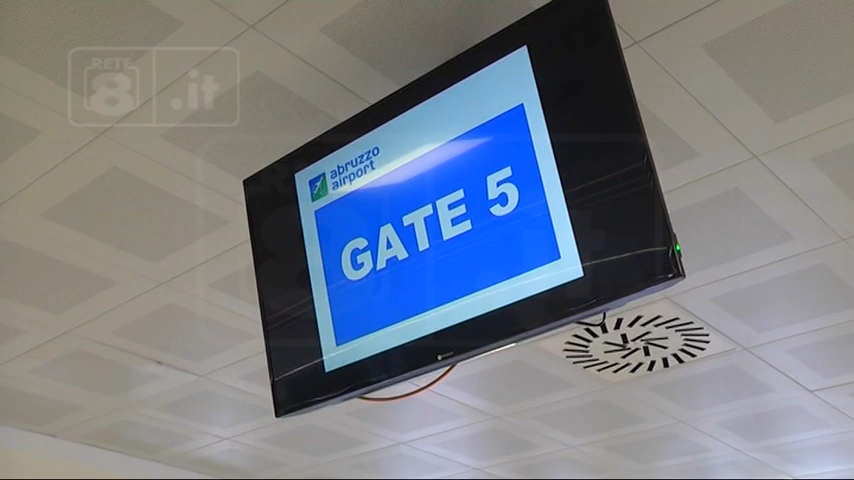 RETE
8 .it
abruzzo
airport
GATE 5